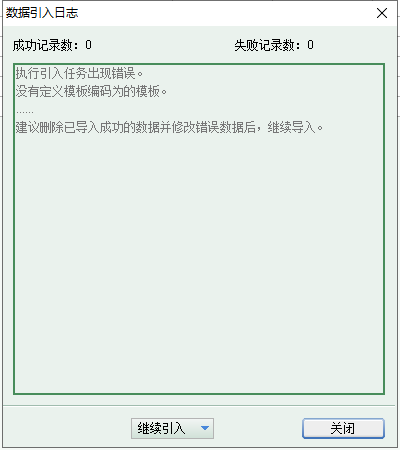 数据引入日志
成功记录数：0 失败记录数：0
执行引入任务出现错误。
没有定义模板编码为的模板。
......
建议删除已导入成功的数据并修改错误数据后，继续导入。
继续引入 关闭